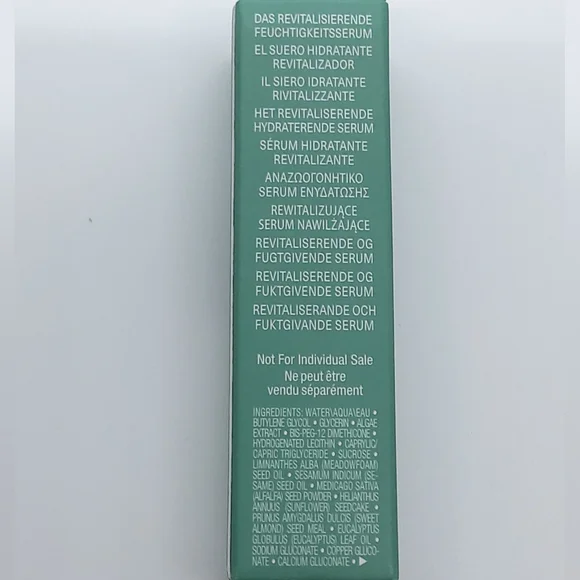 DAS REVITALISIERENDE
FEUCHTIGKEITSSERUM
EL SUERO HIDRATANTE
REVITALIZADOR
IL SIERO IDRATANTE
RIVITALIZZANTE
HET REVITALISERENDE
HYDRATERENDE SERUM
SÉRUM HIDRATANTE
REVITALIZANTE
ΑΝΑΖΩΟΓΟΝΗΤΙΚΟ
SERUM ΕΝΥΔΑΤΩΣΗΣ
REWITALIZUJĄCE
SERUM NAWILŻAJĄCE
REVITALISERENDE OG
FUGTGIVENDE SERUM
REVITALISERENDE OG
FUKTGIVENDE SERUM
REVITALISERANDE OCH
FUKTGIVANDE SERUM
Not For Individual Sale
Ne peut être
vendu séparément
INGREDIENTS: WATER\AQUA\EAU •
BUTYLENE GLYCOL • GLYCERIN • ALGAE
EXTRACT • BIS-PEG-12 DIMETHICONE •
HYDROGENATED LECITHIN • CAPRYLIC/
CAPRIC TRIGLYCERIDE • SUCROSE •
LIMNANTHES ALBA (MEADOWFOAM)
SEED OIL • SESAMUM INDICUM (SE-
SAME) SEED OIL • MEDICAGO SATIVA
(ALFALFA) SEED POWDER • HELIANTHUS
ANNUUS (SUNFLOWER) SEEDCAKE •
PRUNUS AMYGDALUS DULCIS (SWEET
ALMOND) SEED MEAL • EUCALYPTUS
GLOBULUS (EUCALYPTUS) LEAF OIL •
SODIUM GLUCONATE • COPPER GLUCO-
NATE • CALCIUM GLUCONATE • ▶